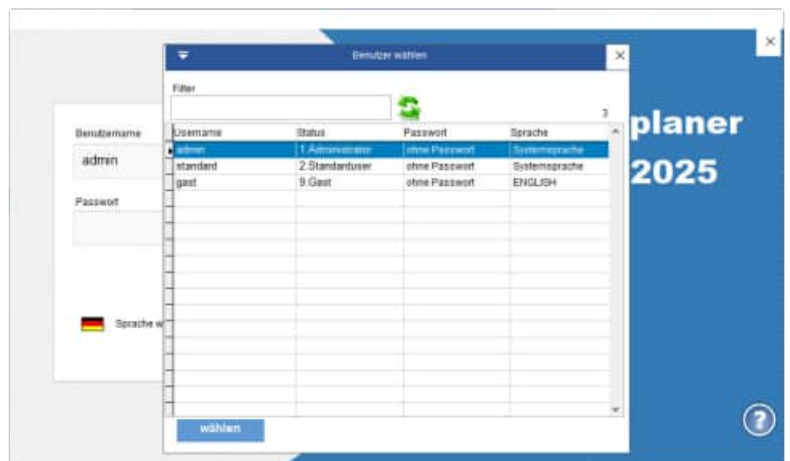 Benutzer wählen
Filter
3
Username Status Passwort Sprache
admin 1.Administrator ohne Passwort Systemsprache
standard 2.Standarduser ohne Passwort Systemsprache
gast 9.Gast ohne Passwort ENGLISH
wählen
Benutzername
admin
Passwort
Sprache w
planer
2025
?